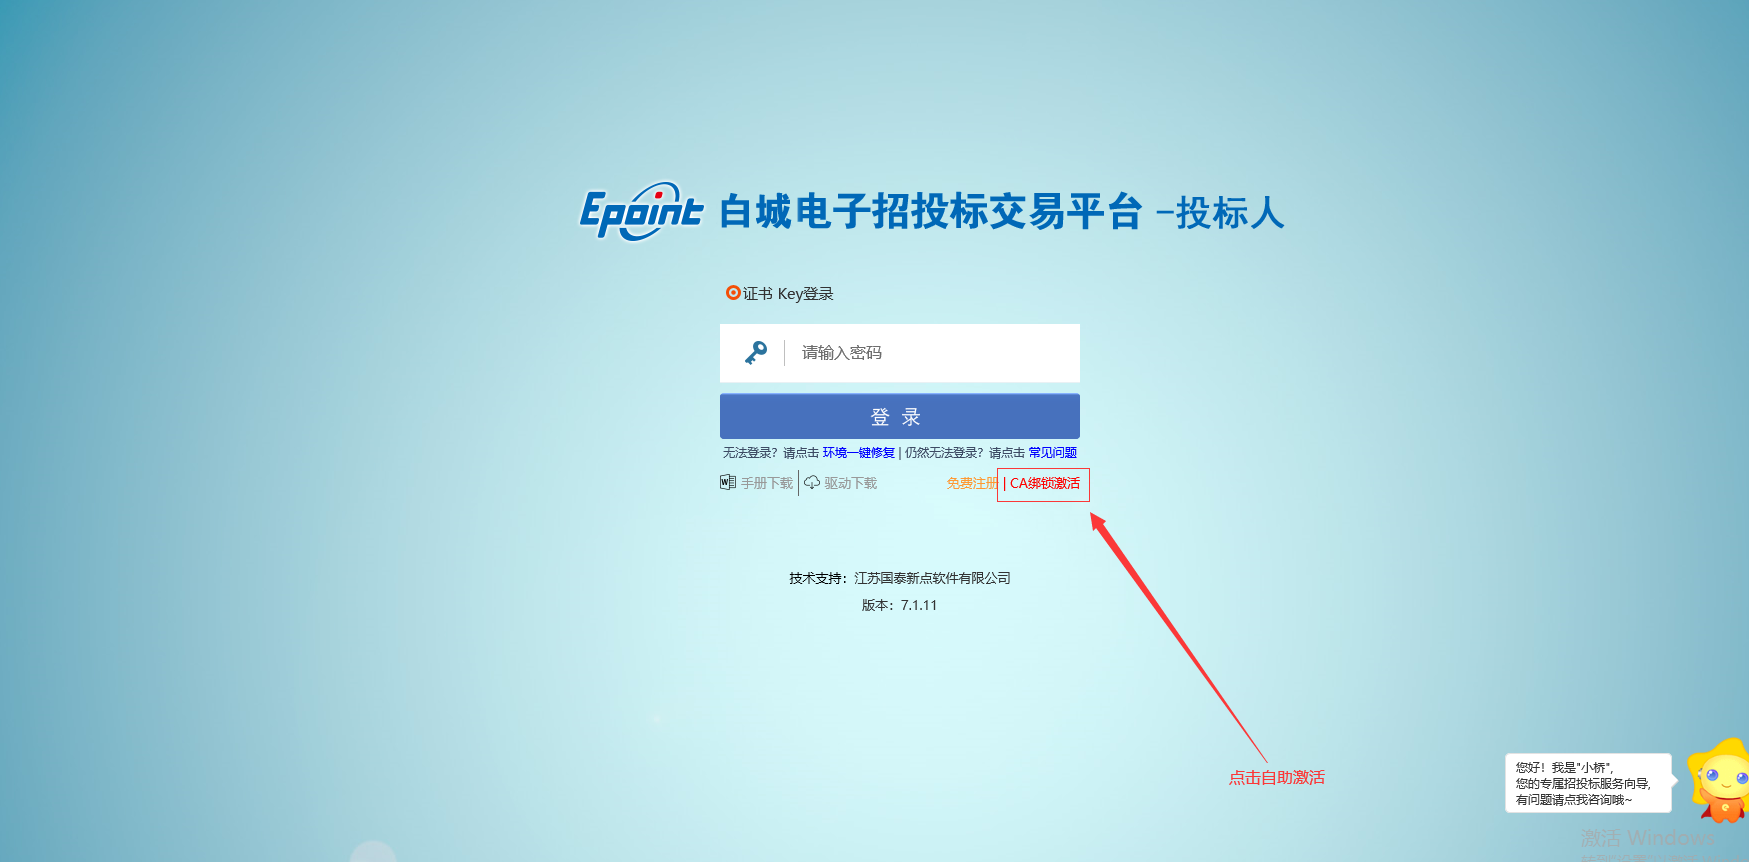 Epoint 白城电子招投标交易平台 –投标人
证书 Key登录
请输入密码
登 录
无法登录？请点击 环境一键修复 | 仍然无法登录？请点击 常见问题
手册下载 驱动下载 免费注册 | CA绑锁激活
技术支持：江苏国泰新点软件有限公司
版本：7.1.11
点击自助激活
您好！我是"小桥",
您的专属招投标服务向导,
有问题请点我咨询哦~
激活 Windows